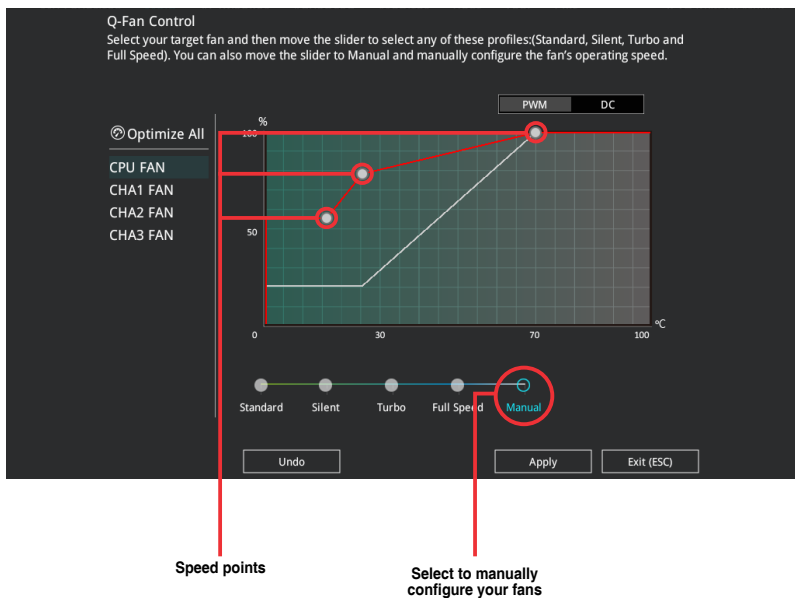 Q-Fan Control
Select your target fan and then move the slider to select any of these profiles:(Standard, Silent, Turbo and
Full Speed). You can also move the slider to Manual and manually configure the fan's operating speed.
PWM DC
Optimize All
CPU FAN
CHA1 FAN
CHA2 FAN
CHA3 FAN
%
100
50
0 30 70 100 ºC
Standard Silent Turbo Full Speed Manual
Undo Apply Exit (ESC)
Speed points
Select to manually
configure your fans